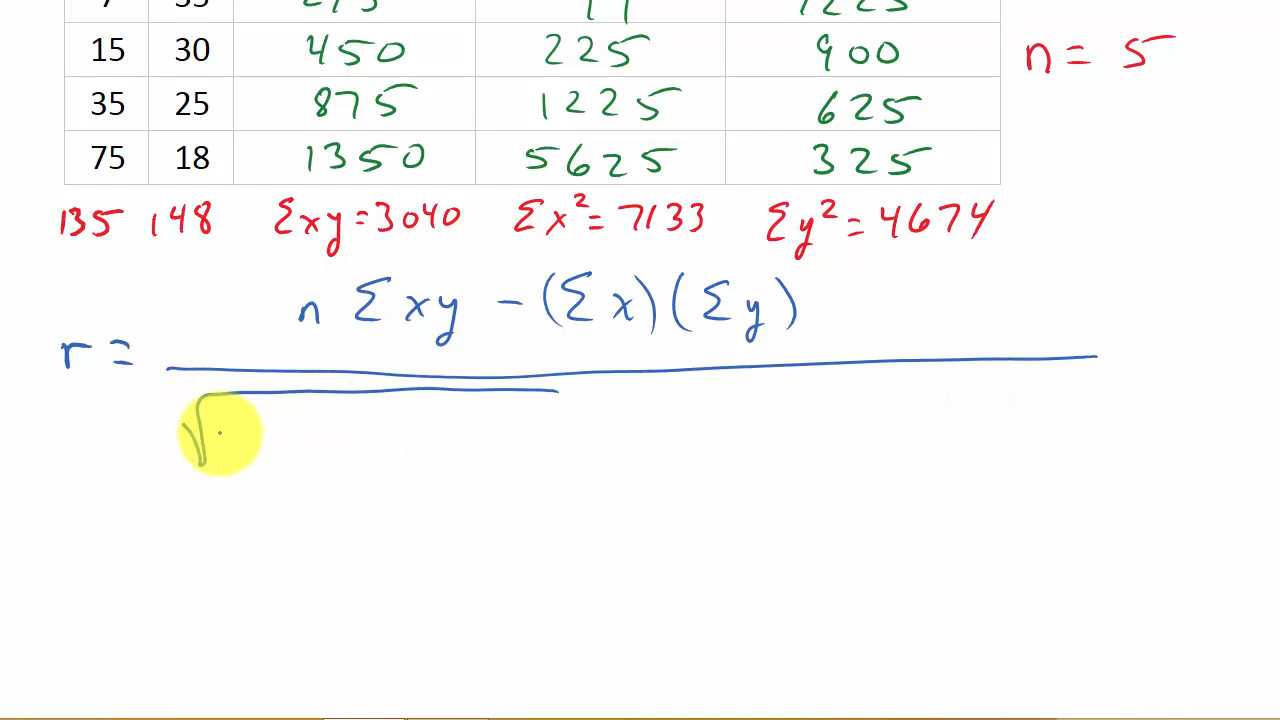 15 30 450 225 900 n = 5
35 25 875 1225 625
75 18 1350 5625 325
135 148 Σxy=3040 Σx²=7133 Σy²=4674
n Σxy - (Σx)(Σy)
r =
√